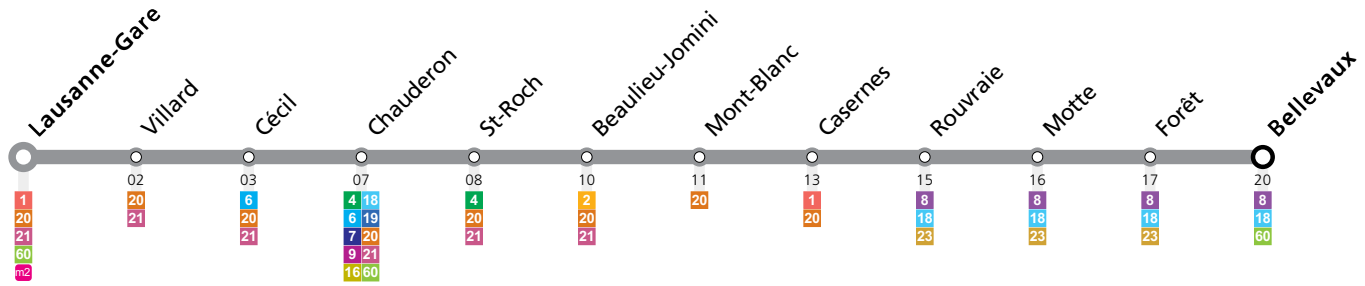 Lausanne-Gare
Villard
Cécil
Chauderon
St-Roch
Beaulieu-Jomini
Mont-Blanc
Casernes
Rouvraie
Motte
Forêt
Bellevaux
02 03 07 08 10 11 13 15 16 17 20
1 20 6 4 18 4 2 20 1 8 8 8 8
20 21 20 6 19 20 20 20 18 18 18 18
21 21 7 20 21 21 23 23 23 60
60 9 21
m2 16 60